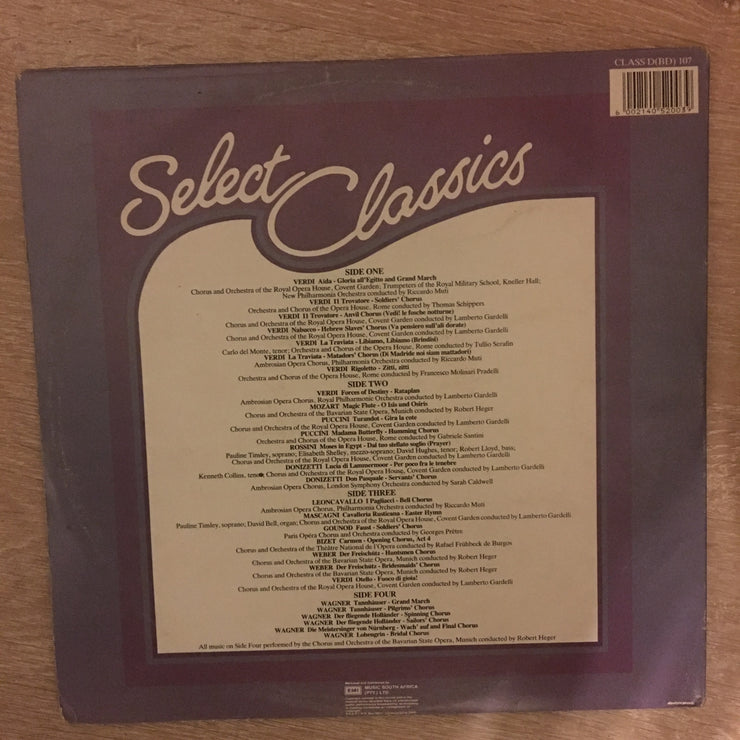 CLASS D(BD) 107
6 002140 520039
Select Classics
SIDE ONE
VERDI Aida - Gloria all'Egitto and Grand March
Chorus and Orchestra of the Royal Opera House, Covent Garden; Trumpeters of the Royal Military School, Kneller Hall;
New Philharmonia Orchestra conducted by Riccardo Muti
VERDI Il Trovatore - Soldiers' Chorus
Orchestra and Chorus of the Opera House, Rome conducted by Thomas Schippers
VERDI Il Trovatore - Anvil Chorus (Vedi! le fosche notturne)
Chorus and Orchestra of the Royal Opera House, Covent Garden conducted by Lamberto Gardelli
VERDI Nabucco - Hebrew Slaves' Chorus (Va pensiero sull'ali dorate)
Chorus and Orchestra of the Royal Opera House, Covent Garden conducted by Lamberto Gardelli
VERDI La Traviata - Libiamo, Libiamo (Brindisi)
Carlo del Monte, tenor; Orchestra and Chorus of the Opera House, Rome conducted by Tullio Serafin
VERDI La Traviata - Matadors' Chorus (Di Madride noi siam mattadori)
Ambrosian Opera Chorus, Philharmonia Orchestra conducted by Riccardo Muti
VERDI Rigoletto - Zitti, zitti
Orchestra and Chorus of the Opera House, Rome conducted by Francesco Molinari Pradelli
SIDE TWO
VERDI Forces of Destiny - Rataplan
Ambrosian Opera Chorus, Royal Philharmonic Orchestra conducted by Lamberto Gardelli
MOZART Magic Flute - O Isis und Osiris
Chorus and Orchestra of the Bavarian State Opera, Munich conducted by Robert Heger
PUCCINI Turandot - Gira la cote
Chorus and Orchestra of the Royal Opera House, Covent Garden conducted by Lamberto Gardelli
PUCCINI Madama Butterfly - Humming Chorus
Orchestra and Chorus of the Opera House, Rome conducted by Gabriele Santini
ROSSINI Moses in Egypt - Dal tuo stellato soglio (Prayer)
Pauline Tinsley, soprano; Elisabeth Shelley, mezzo-soprano; David Hughes, tenor; Robert Lloyd, bass;
Chorus and Orchestra of the Royal Opera House, Covent Garden conducted by Lamberto Gardelli
DONIZETTI Lucia di Lammermoor - Per poco fra le tenebre
Kenneth Collins, tenor; Chorus and Orchestra of the Royal Opera House, Covent Garden conducted by Lamberto Gardelli
DONIZETTI Don Pasquale - Servants' Chorus
Ambrosian Opera Chorus, London Symphony Orchestra conducted by Sarah Caldwell
SIDE THREE
LEONCAVALLO I Pagliacci - Bell Chorus
Ambrosian Opera Chorus, Philharmonia Orchestra conducted by Riccardo Muti
MASCAGNI Cavalleria Rusticana - Easter Hymn
Pauline Tinsley, soprano; David Bell, organ; Chorus and Orchestra of the Royal Opera House, Covent Garden conducted by Lamberto Gardelli
GOUNOD Faust - Soldiers' Chorus
Paris Opéra Chorus and Orchestra conducted by Georges Prêtre
BIZET Carmen - Opening Chorus, Act 4
Chorus and Orchestra of the Théâtre National de l'Opera conducted by Rafael Frühbeck de Burgos
WEBER Der Freischütz - Huntsmen Chorus
Chorus and Orchestra of the Bavarian State Opera, Munich conducted by Robert Heger
WEBER Der Freischütz - Bridesmaids' Chorus
Chorus and Orchestra of the Bavarian State Opera, Munich conducted by Robert Heger
VERDI Otello - Fuoco di gioia!
Chorus and Orchestra of the Royal Opera House, Covent Garden conducted by Lamberto Gardelli
SIDE FOUR
WAGNER Tannhäuser - Grand March
WAGNER Tannhäuser - Pilgrims' Chorus
WAGNER Der fliegende Holländer - Spinning Chorus
WAGNER Der fliegende Holländer - Sailors' Chorus
WAGNER Die Meistersinger von Nürnberg - Wach' auf and Final Chorus
WAGNER Lohengrin - Bridal Chorus
All music on Side Four performed by the Chorus and Orchestra of the Bavarian State Opera, Munich conducted by Robert Heger
EMI
MUSIC SOUTH AFRICA
(PTY.) LTD